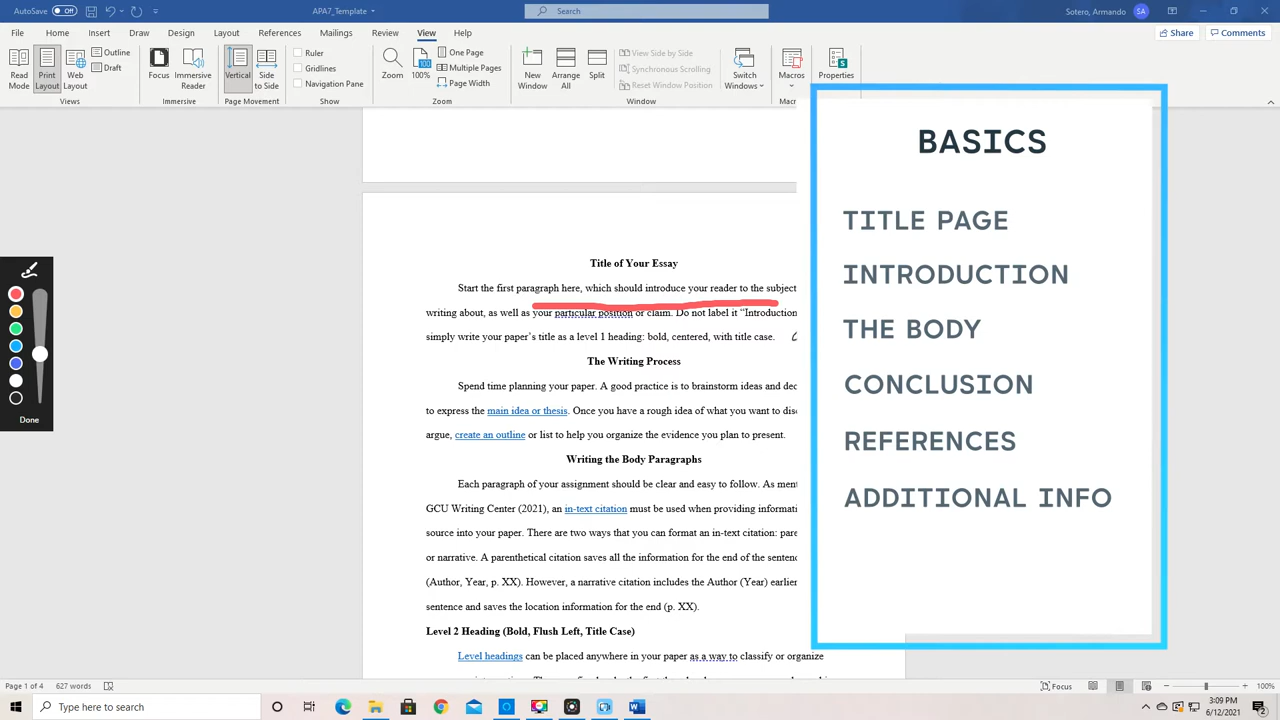 AutoSave Off APA7_Template Search Sotero, Armando SA
File Home Insert Draw Design Layout References Mailings Review View Help Share Comments
Read Mode Print Layout Web Layout Outline Draft Focus Immersive Reader Vertical Side to Side Ruler Gridlines Navigation Pane Zoom 100 100% One Page Multiple Pages Page Width New Window Arrange All Split View Side by Side Synchronous Scrolling Reset Window Position Switch Windows Macros Properties
Views Immersive Page Movement Show Zoom Window
BASICS
TITLE PAGE
INTRODUCTION
THE BODY
CONCLUSION
REFERENCES
ADDITIONAL INFO
Title of Your Essay
Start the first paragraph here, which should introduce your reader to the subject
writing about, as well as your particular position or claim. Do not label it “Introduction
simply write your paper’s title as a level 1 heading: bold, centered, with title case.
The Writing Process
Spend time planning your paper. A good practice is to brainstorm ideas and dec
to express the main idea or thesis. Once you have a rough idea of what you want to disc
argue, create an outline or list to help you organize the evidence you plan to present.
Writing the Body Paragraphs
Each paragraph of your assignment should be clear and easy to follow. As ment
GCU Writing Center (2021), an in-text citation must be used when providing informati
source into your paper. There are two ways that you can format an in-text citation: pare
or narrative. A parenthetical citation saves all the information for the end of the sentenc
(Author, Year, p. XX). However, a narrative citation includes the Author (Year) earlier
sentence and saves the location information for the end (p. XX).
Level 2 Heading (Bold, Flush Left, Title Case)
Level headings can be placed anywhere in your paper as a way to classify or organize
Done
Page 1 of 4 627 words Focus 100%
Type here to search
3:09 PM
6/12/2021